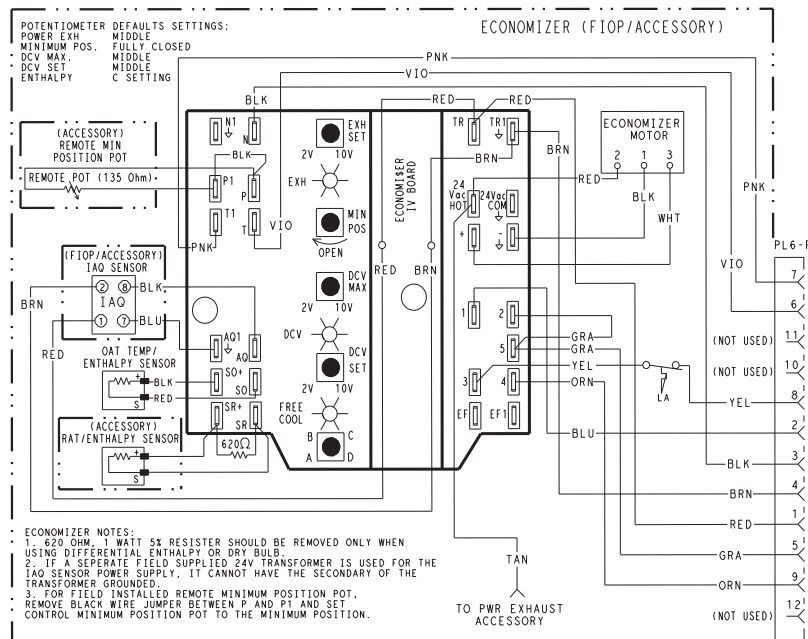 POTENTIOMETER DEFAULTS SETTINGS:
POWER EXH MIDDLE
MINIMUM POS. FULLY CLOSED
DCV MAX. MIDDLE
DCV SET MIDDLE
ENTHALPY C SETTING
ECONOMIZER (FIOP/ACCESSORY)
PNK
VIO
BLK
RED
RED
(ACCESSORY)
REMOTE MIN
POSITION POT
REMOTE POT (135 Ohm)
N1
N
BLK
P1
P
T1
T
PNK
VIO
EXH
SET
2V 10V
EXH
MIN
POS
OPEN
DCV
MAX
2V 10V
DCV
DCV
SET
2V 10V
FREE
COOL
B C
A D
ECONOMI$ER
IV BOARD
RED
BRN
TR
TR1
BRN
BRN
24
Vac
HOT
24Vac
COM
+
-
1
2
5
3
4
EF
EF1
ECONOMIZER
MOTOR
2 1 3
RED
BLK
WHT
PNK
VIO
(FIOP/ACCESSORY)
IAQ SENSOR
2 8
IAQ
1 7
BLK
BLU
BRN
RED
OAT TEMP/
ENTHALPY SENSOR
+
S
BLK
RED
(ACCESSORY)
RAT/ENTHALPY SENSOR
+
S
AQ1
AQ
SO+
SO
SR+
SR
620Ω
GRA
GRA
YEL
ORN
LA
BLU
PL6-R
7
6
(NOT USED) 11
(NOT USED) 10
YEL 8
2
BLK 3
BRN 4
RED 1
GRA 5
ORN 9
(NOT USED) 12
TAN
TO PWR EXHAUST
ACCESSORY
ECONOMIZER NOTES:
1. 620 OHM, 1 WATT 5% RESISTER SHOULD BE REMOVED ONLY WHEN
USING DIFFERENTIAL ENTHALPY OR DRY BULB.
2. IF A SEPERATE FIELD SUPPLIED 24V TRANSFORMER IS USED FOR THE
IAQ SENSOR POWER SUPPLY, IT CANNOT HAVE THE SECONDARY OF THE
TRANSFORMER GROUNDED.
3. FOR FIELD INSTALLED REMOTE MINIMUM POSITION POT,
REMOVE BLACK WIRE JUMPER BETWEEN P AND P1 AND SET
CONTROL MINIMUM POSITION POT TO THE MINIMUM POSITION.